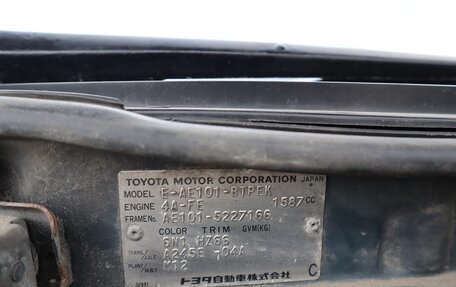 TOYOTA MOTOR CORPORATION JAPAN
MODEL E-AE101-BTPEK
ENGINE 4A-FE 1587 CC
FRAME No. AE101-5227166
COLOR TRIM GVM(KG)
6N1 HZ66
TRANS/AXLE A245E -04A
PLANT/BUILT M12
トヨタ自動車株式会社 C